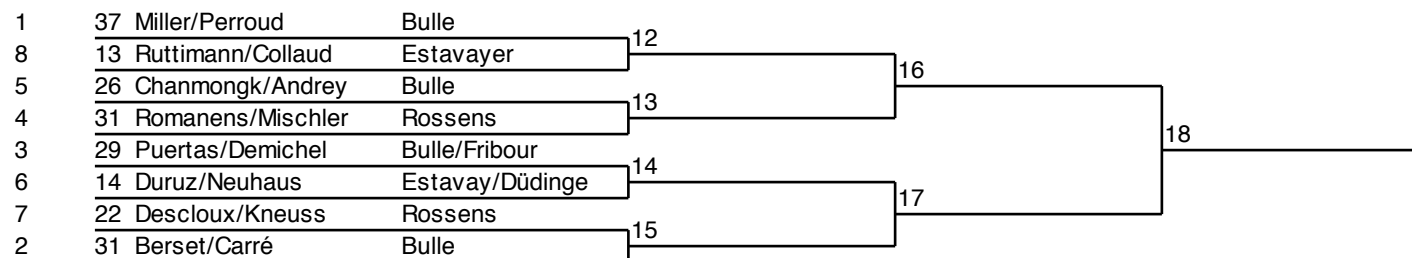 1 37 Miller/Perroud Bulle
12
8 13 Ruttimann/Collaud Estavayer
16
5 26 Chanmongk/Andrey Bulle
13
4 31 Romanens/Mischler Rossens
18
3 29 Puertas/Demichel Bulle/Fribour
14
6 14 Duruz/Neuhaus Estavay/Düdinge
17
7 22 Descloux/Kneuss Rossens
15
2 31 Berset/Carré Bulle